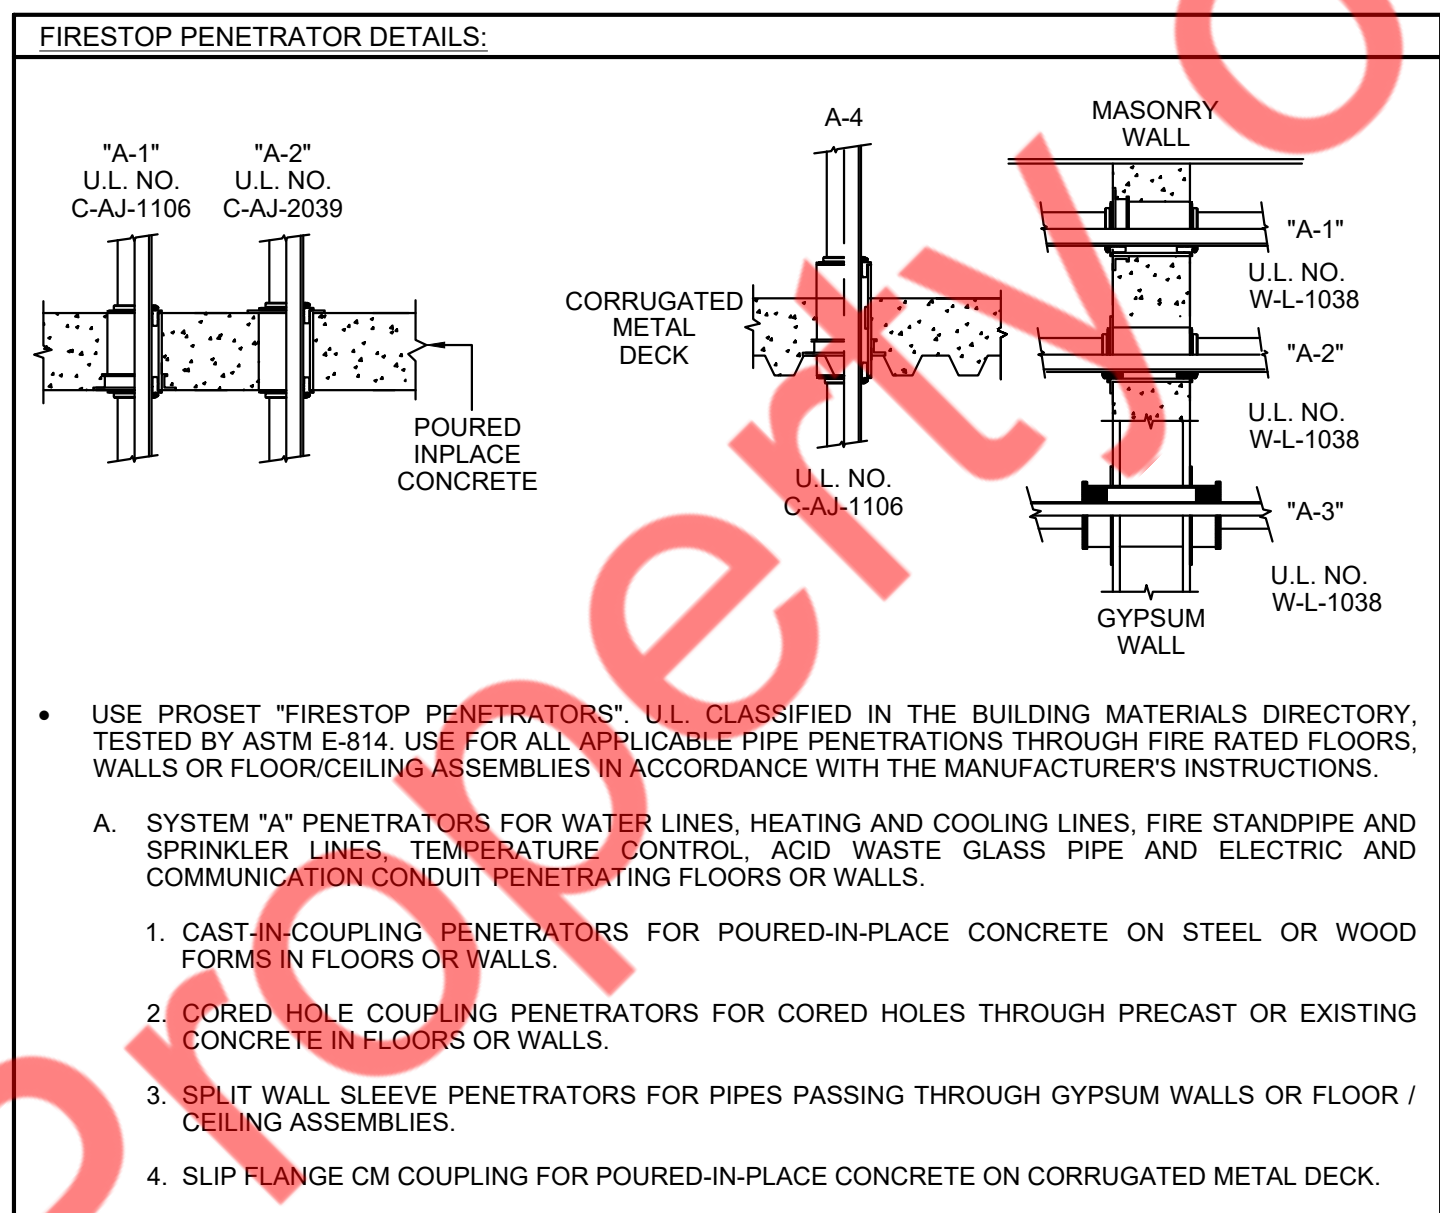 FIRESTOP PENETRATOR DETAILS:
"A-1"
U.L. NO.
C-AJ-1106
"A-2"
U.L. NO.
C-AJ-2039
POURED
INPLACE
CONCRETE
A-4
CORRUGATED
METAL
DECK
U.L. NO.
C-AJ-1106
MASONRY
WALL
"A-1"
U.L. NO.
W-L-1038
"A-2"
U.L. NO.
W-L-1038
"A-3"
U.L. NO.
W-L-1038
GYPSUM
WALL
• USE PROSET "FIRESTOP PENETRATORS". U.L. CLASSIFIED IN THE BUILDING MATERIALS DIRECTORY,
TESTED BY ASTM E-814. USE FOR ALL APPLICABLE PIPE PENETRATIONS THROUGH FIRE RATED FLOORS,
WALLS OR FLOOR/CEILING ASSEMBLIES IN ACCORDANCE WITH THE MANUFACTURER'S INSTRUCTIONS.
A. SYSTEM "A" PENETRATORS FOR WATER LINES, HEATING AND COOLING LINES, FIRE STANDPIPE AND
SPRINKLER LINES, TEMPERATURE CONTROL, ACID WASTE GLASS PIPE AND ELECTRIC AND
COMMUNICATION CONDUIT PENETRATING FLOORS OR WALLS.
1. CAST-IN-COUPLING PENETRATORS FOR POURED-IN-PLACE CONCRETE ON STEEL OR WOOD
FORMS IN FLOORS OR WALLS.
2. CORED HOLE COUPLING PENETRATORS FOR CORED HOLES THROUGH PRECAST OR EXISTING
CONCRETE IN FLOORS OR WALLS.
3. SPLIT WALL SLEEVE PENETRATORS FOR PIPES PASSING THROUGH GYPSUM WALLS OR FLOOR /
CEILING ASSEMBLIES.
4. SLIP FLANGE CM COUPLING FOR POURED-IN-PLACE CONCRETE ON CORRUGATED METAL DECK.
Property o